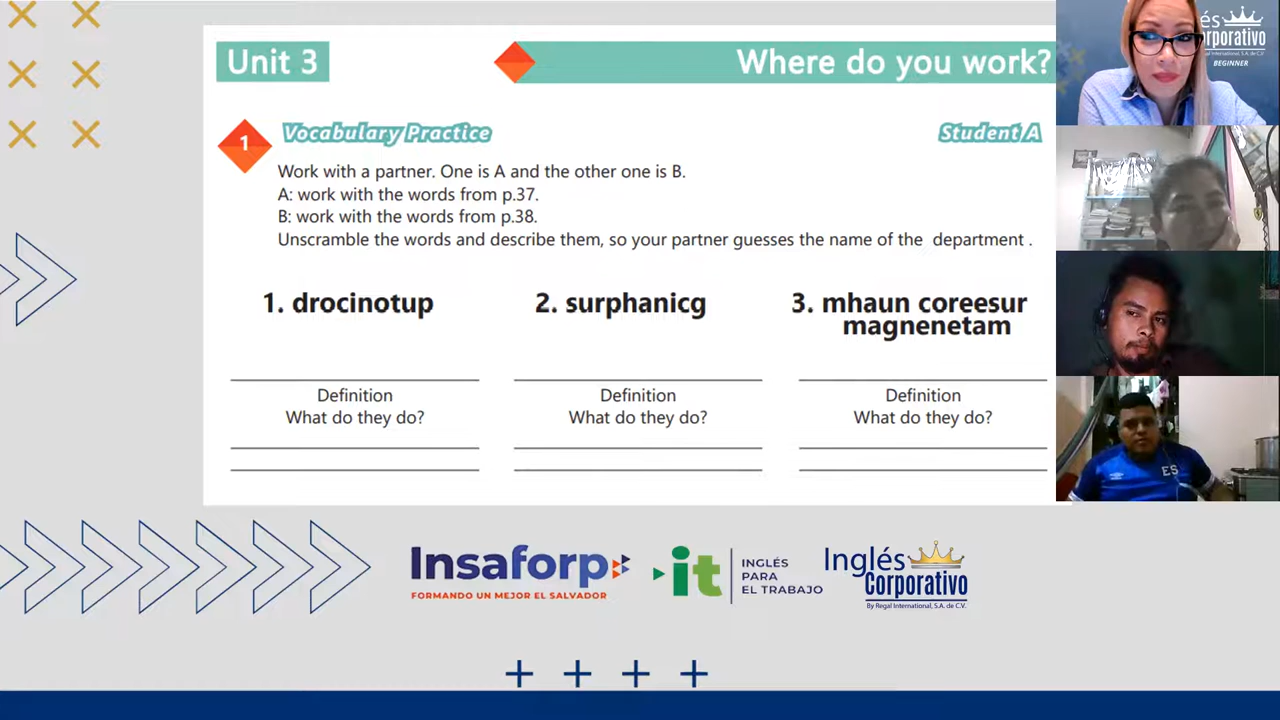 Unit 3
Where do you work?
és
orporativo
BEGINNER
1
Vocabulary Practice
Student A
Work with a partner. One is A and the other one is B.
A: work with the words from p.37.
B: work with the words from p.38.
Unscramble the words and describe them, so your partner guesses the name of the department .
1. drocinotup
2. surphanicg
3. mhaun coreesur
magnenetam
Definition
What do they do?
Definition
What do they do?
Definition
What do they do?
ES
Insaforp
FORMANDO UN MEJOR EL SALVADOR
it
INGLÉS
PARA
EL TRABAJO
Inglés
Corporativo
By Regal International, S.A. de C.V.